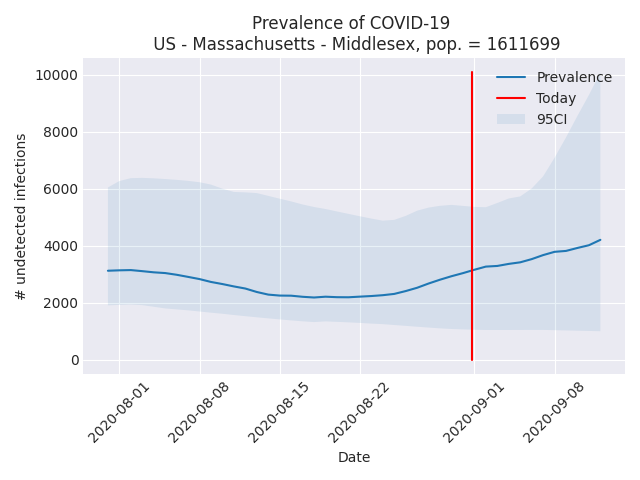 Prevalence of COVID-19
US - Massachusetts - Middlesex, pop. = 1611699
Prevalence
Today
95CI
10000
8000
6000
4000
2000
0
# undetected infections
2020-08-01
2020-08-08
2020-08-15
2020-08-22
2020-09-01
2020-09-08
Date